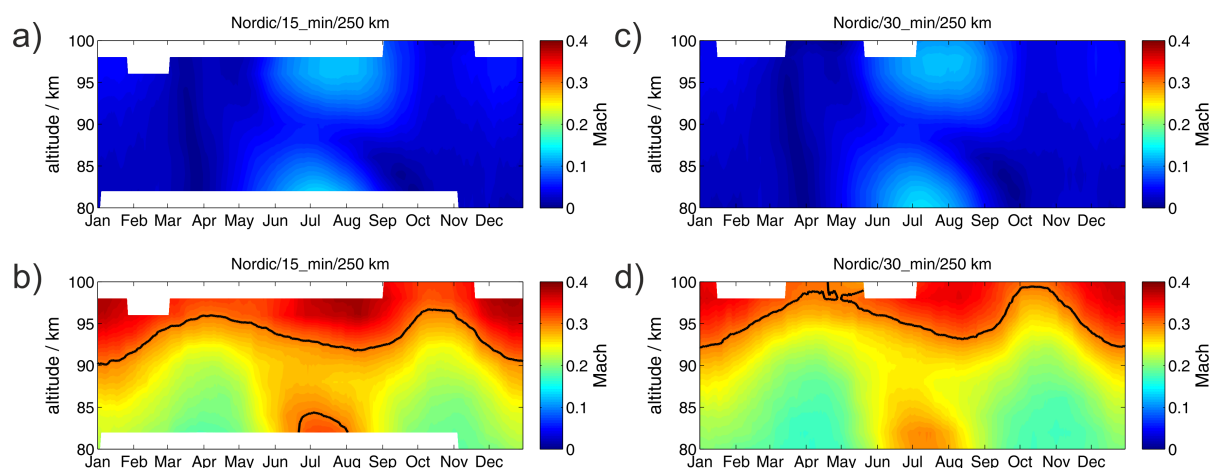 a)
Nordic/15_min/250 km
100
95
90
85
80
altitude / km
Jan Feb Mar Apr May Jun Jul Aug Sep Oct Nov Dec
0.4
0.3
0.2
0.1
0
Mach
c)
Nordic/30_min/250 km
100
95
90
85
80
altitude / km
Jan Feb Mar Apr May Jun Jul Aug Sep Oct Nov Dec
0.4
0.3
0.2
0.1
0
Mach
b)
Nordic/15_min/250 km
100
95
90
85
80
altitude / km
Jan Feb Mar Apr May Jun Jul Aug Sep Oct Nov Dec
0.4
0.3
0.2
0.1
0
Mach
d)
Nordic/30_min/250 km
100
95
90
85
80
altitude / km
Jan Feb Mar Apr May Jun Jul Aug Sep Oct Nov Dec
0.4
0.3
0.2
0.1
0
Mach